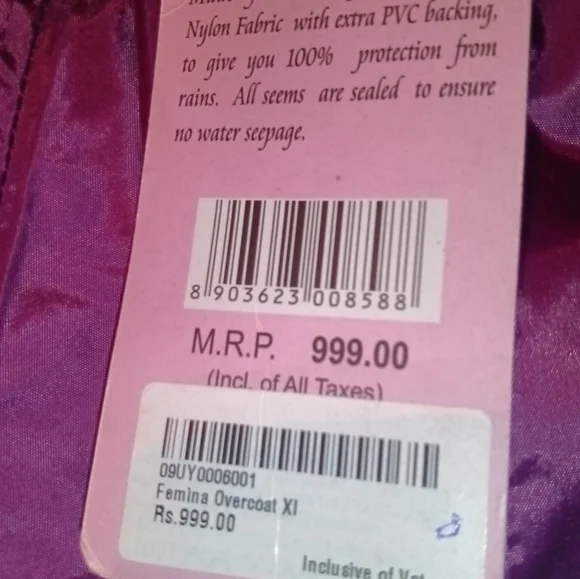 Nylon Fabric with extra PVC backing,
to give you 100% protection from
rains. All seems are sealed to ensure
no water seepage.
8 903623 008588
M.R.P. 999.00
(Incl. of All Taxes)
09UY0006001
Femina Overcoat Xl
Rs.999.00
Inclusive of